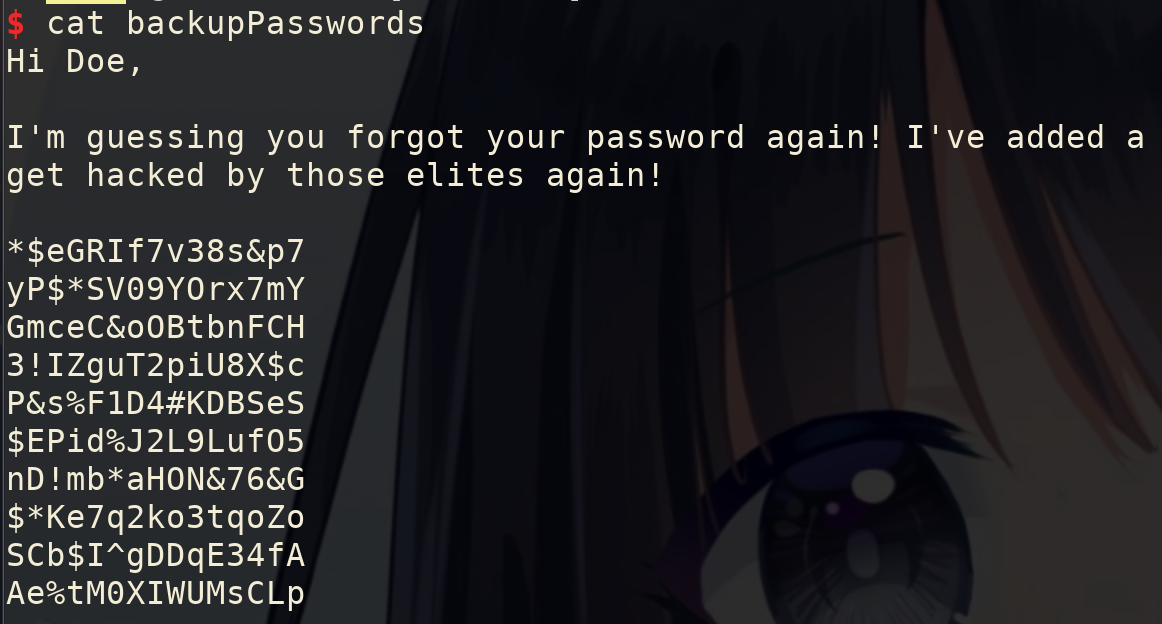 $ cat backupPasswords
Hi Doe,
I'm guessing you forgot your password again! I've added a
get hacked by those elites again!
*$eGRIf7v38s&p7
yP$*SV09YOrx7mY
GmceC&oOBtbnFCH
3!IZguT2piU8X$c
P&s%F1D4#KDBSeS
$EPid%J2L9LufO5
nD!mb*aHON&76&G
$*Ke7q2ko3tqoZo
SCb$I^gDDqE34fA
Ae%tM0XIWUMsCLp